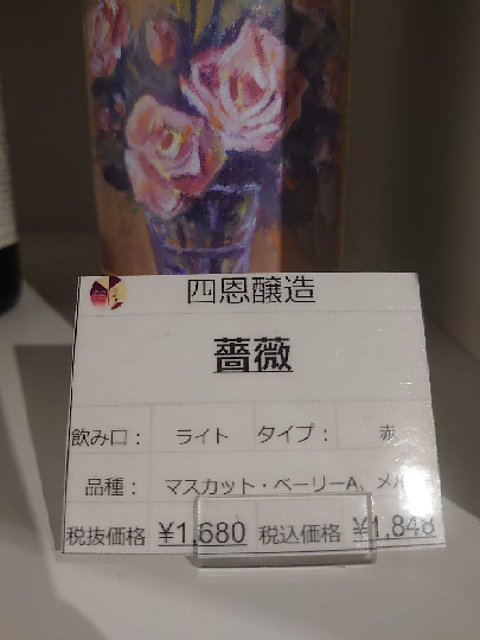 四恩醸造
薔薇
飲み口： ライト タイプ： 赤
品種： マスカット・ベーリーA、
税抜価格 ¥1,680 税込価格 ¥1,848